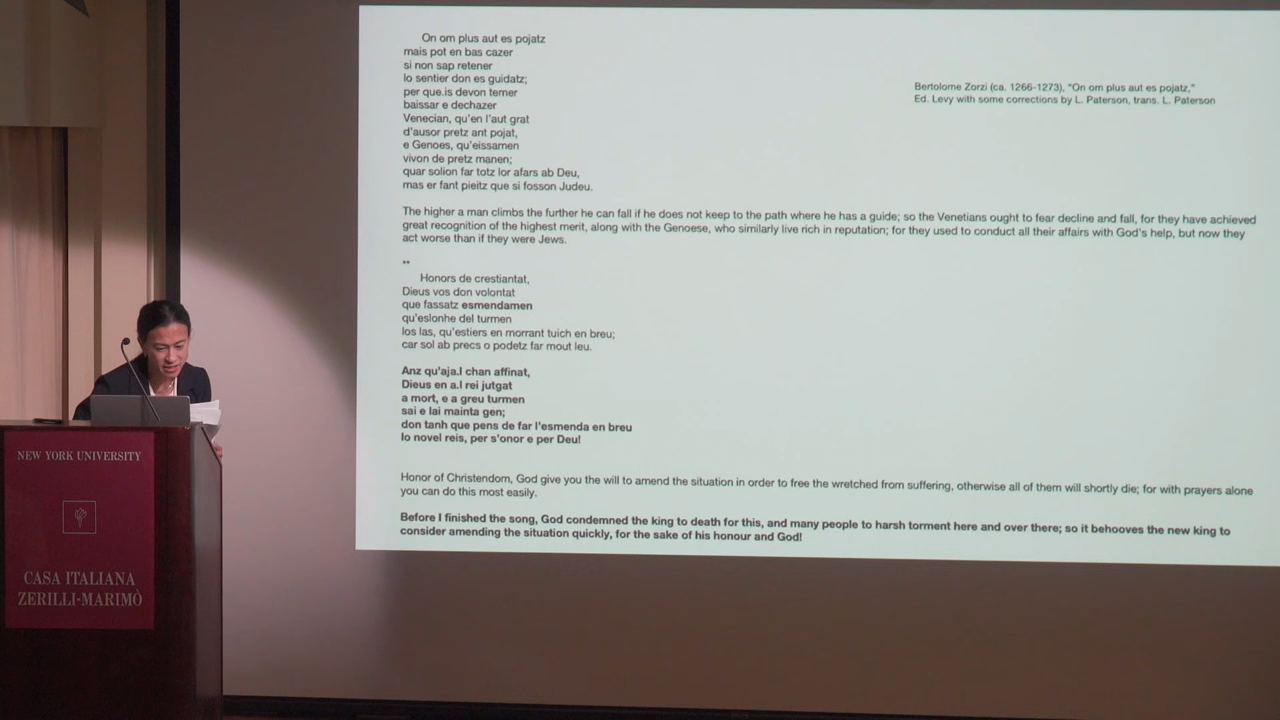 On om plus aut es pojatz
mais pot en bas cazer
si non sap retener
lo sentier don es guidatz;
per que.is devon temer
baissar e dechazer
Venecian, qu'en l'aut grat
d'ausor pretz ant pojat,
e Genoes, qu'eissamen
vivon de pretz manen;
quar solion far totz lor afars ab Deu,
mas er fant pieitz que si fosson Judeu.
Bertolome Zorzi (ca. 1266-1273), "On om plus aut es pojatz,"
Ed. Levy with some corrections by L. Paterson, trans. L. Paterson
The higher a man climbs the further he can fall if he does not keep to the path where he has a guide; so the Venetians ought to fear decline and fall, for they have achieved
great recognition of the highest merit, along with the Genoese, who similarly live rich in reputation; for they used to conduct all their affairs with God's help, but now they
act worse than if they were Jews.
**
Honors de crestiantat,
Dieus vos don volontat
que fassatz esmendamen
qu'eslonhe del turmen
los las, qu'estiers en morrant tuich en breu;
car sol ab precs o podetz far mout leu.
Anz qu'aja.l chan affinat,
Dieus en a.l rei jutgat
a mort, e a greu turmen
sai e lai mainta gen;
don tanh que pens de far l'esmenda en breu
lo novel reis, per s'onor e per Deu!
Honor of Christendom, God give you the will to amend the situation in order to free the wretched from suffering, otherwise all of them will shortly die; for with prayers alone
you can do this most easily.
Before I finished the song, God condemned the king to death for this, and many people to harsh torment here and over there; so it behooves the new king to
consider amending the situation quickly, for the sake of his honour and God!
NEW YORK UNIVERSITY
CASA ITALIANA
ZERILLI-MARIMÒ